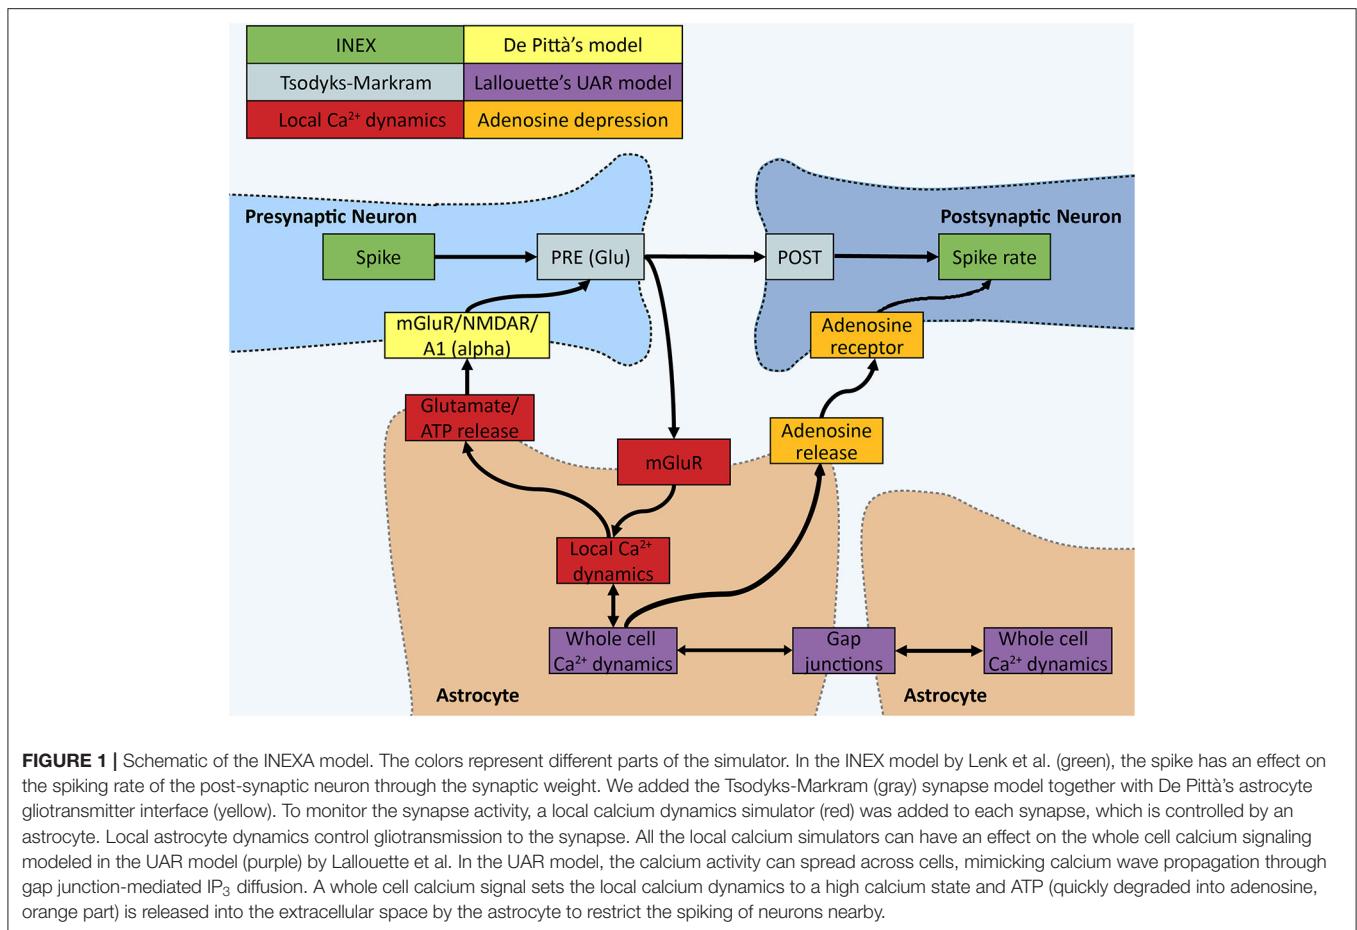 INEX
De Pittà's model
Tsodyks-Markram
Lallouette's UAR model
Local Ca²⁺ dynamics
Adenosine depression
Presynaptic Neuron
Postsynaptic Neuron
Spike
PRE (Glu)
POST
Spike rate
mGluR/NMDAR/
A1 (alpha)
Adenosine
receptor
Glutamate/
ATP release
mGluR
Adenosine
release
Local Ca²⁺
dynamics
Whole cell
Ca²⁺ dynamics
Gap
junctions
Whole cell
Ca²⁺ dynamics
Astrocyte
Astrocyte
FIGURE 1 | Schematic of the INEXA model. The colors represent different parts of the simulator. In the INEX model by Lenk et al. (green), the spike has an effect on
the spiking rate of the post-synaptic neuron through the synaptic weight. We added the Tsodyks-Markram (gray) synapse model together with De Pittà's astrocyte
gliotransmitter interface (yellow). To monitor the synapse activity, a local calcium dynamics simulator (red) was added to each synapse, which is controlled by an
astrocyte. Local astrocyte dynamics control gliotransmission to the synapse. All the local calcium simulators can have an effect on the whole cell calcium signaling
modeled in the UAR model (purple) by Lallouette et al. In the UAR model, the calcium activity can spread across cells, mimicking calcium wave propagation through
gap junction-mediated IP₃ diffusion. A whole cell calcium signal sets the local calcium dynamics to a high calcium state and ATP (quickly degraded into adenosine,
orange part) is released into the extracellular space by the astrocyte to restrict the spiking of neurons nearby.